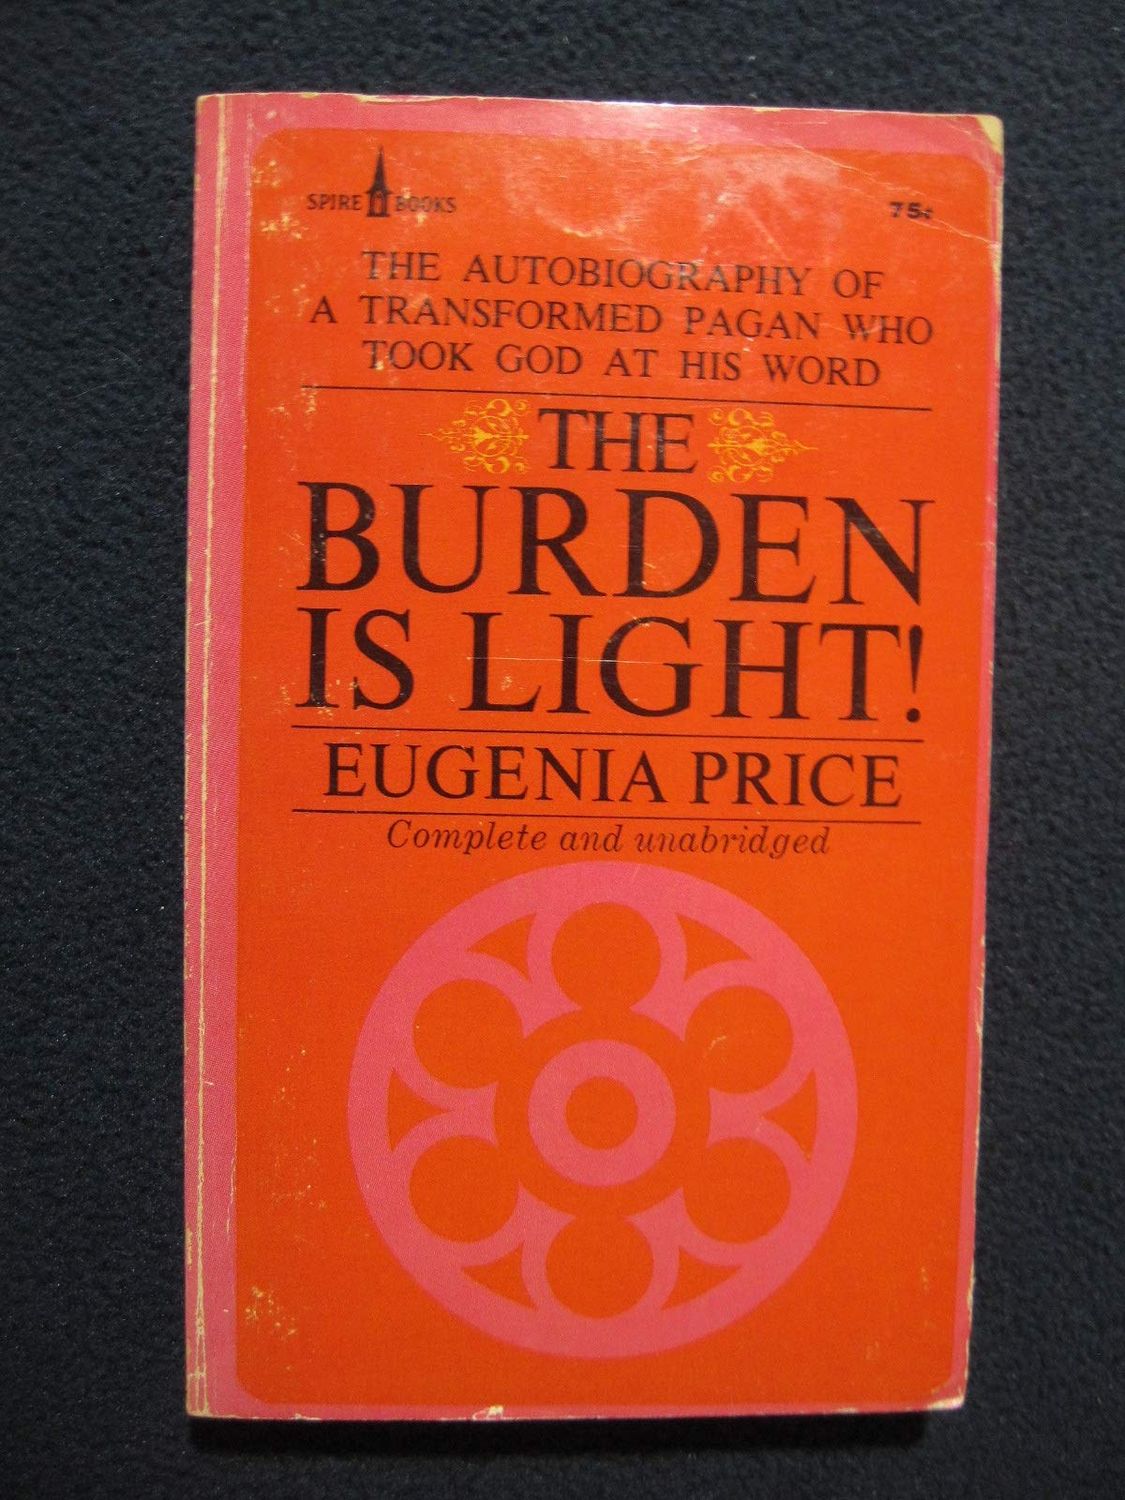 SPIRE BOOKS 75¢
THE AUTOBIOGRAPHY OF
A TRANSFORMED PAGAN WHO
TOOK GOD AT HIS WORD
THE
BURDEN
IS LIGHT!
EUGENIA PRICE
Complete and unabridged